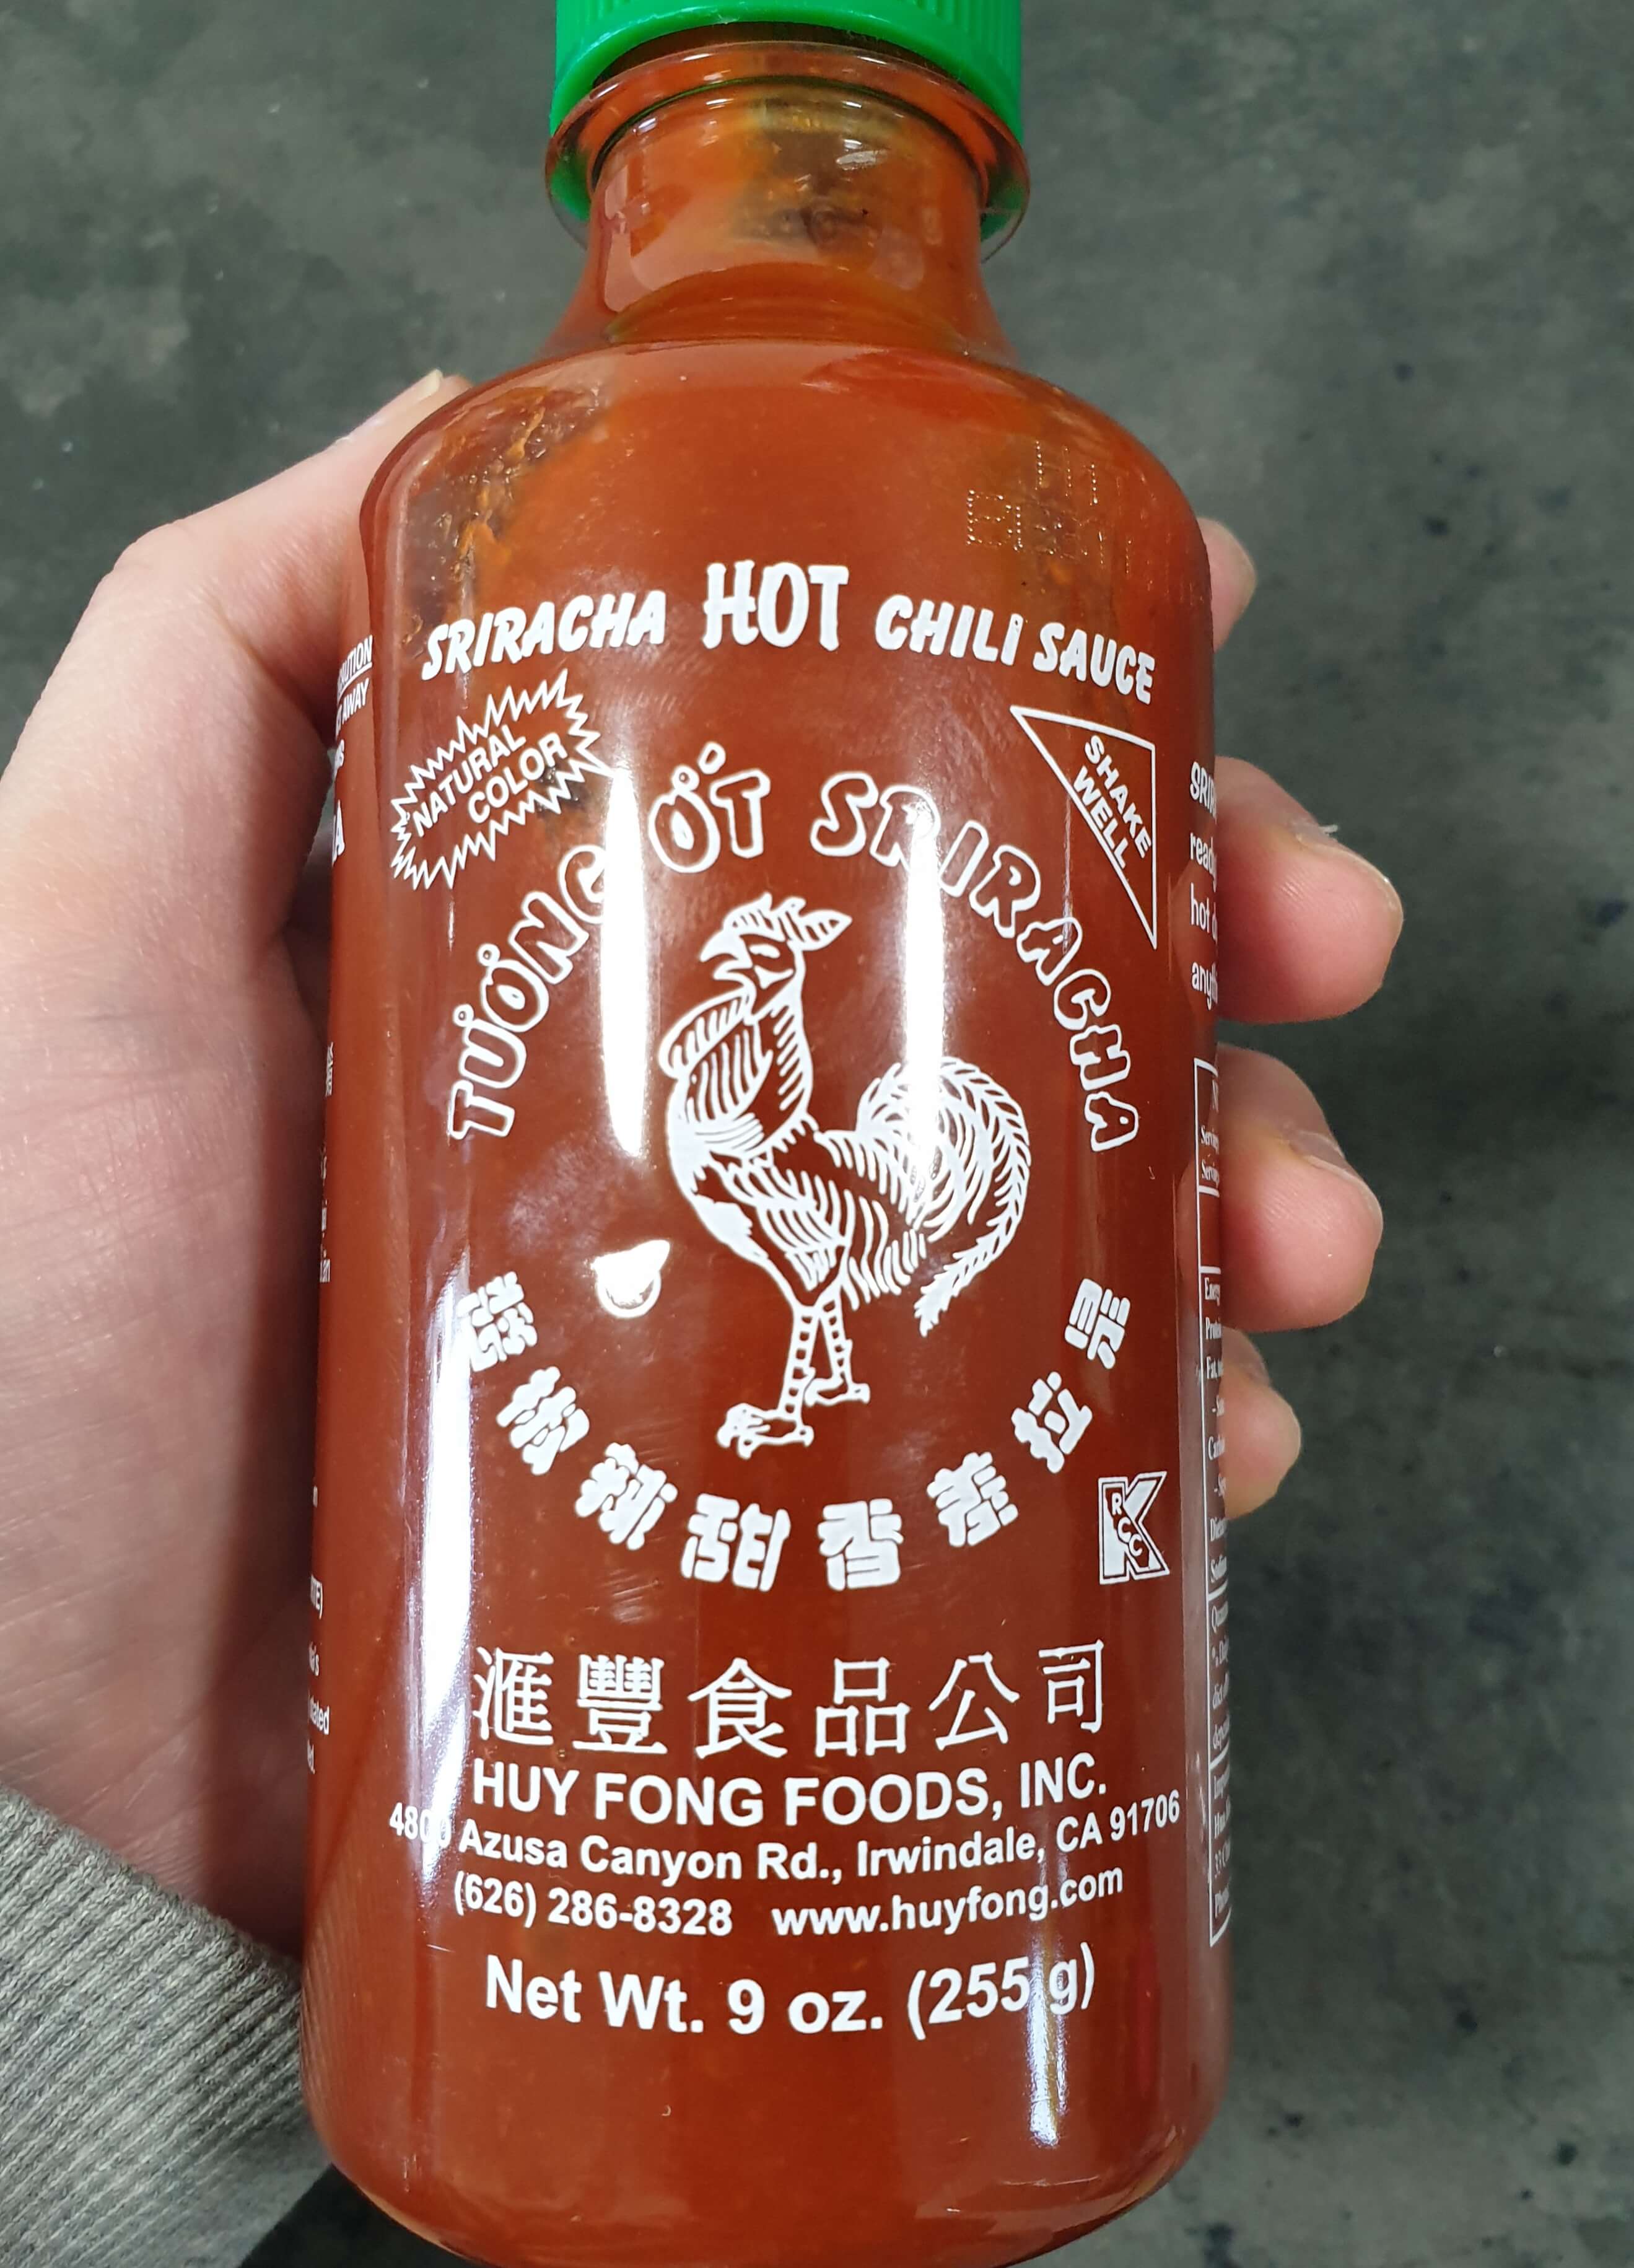 SRIRACHA HOT CHILI SAUCE
NATURAL
COLOR
SHAKE
WELL
TƯƠNG ỚT SRIRACHA
是拉差香甜辣椒醬
RCC
K
滙豐食品公司
HUY FONG FOODS, INC.
Azusa Canyon Rd., Irwindale, CA 91706
(626) 286-8328 www.huyfong.com
Net Wt. 9 oz. (255 g)
AWAY